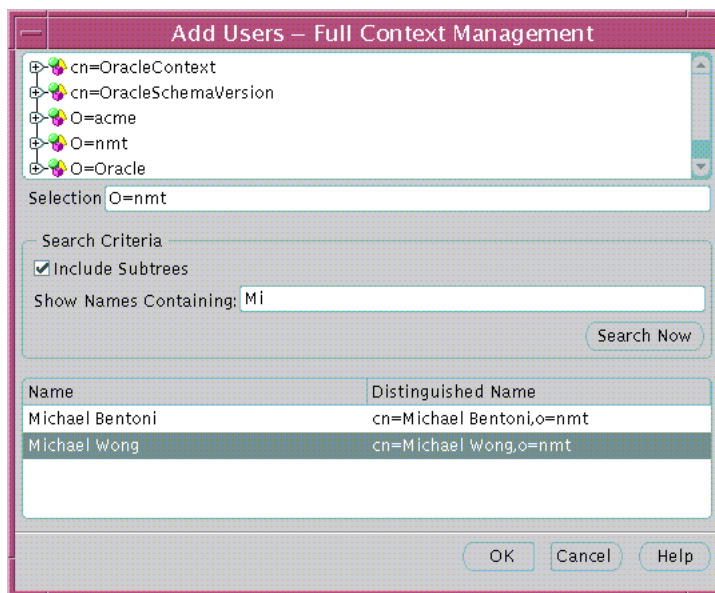 Add Users – Full Context Management
cn=OracleContext
cn=OracleSchemaVersion
O=acme
O=nmt
O=Oracle
Selection O=nmt
Search Criteria
Include Subtrees
Show Names Containing: Mi
Search Now
Name Distinguished Name
Michael Bentoni cn=Michael Bentoni,o=nmt
Michael Wong cn=Michael Wong,o=nmt
OK Cancel Help